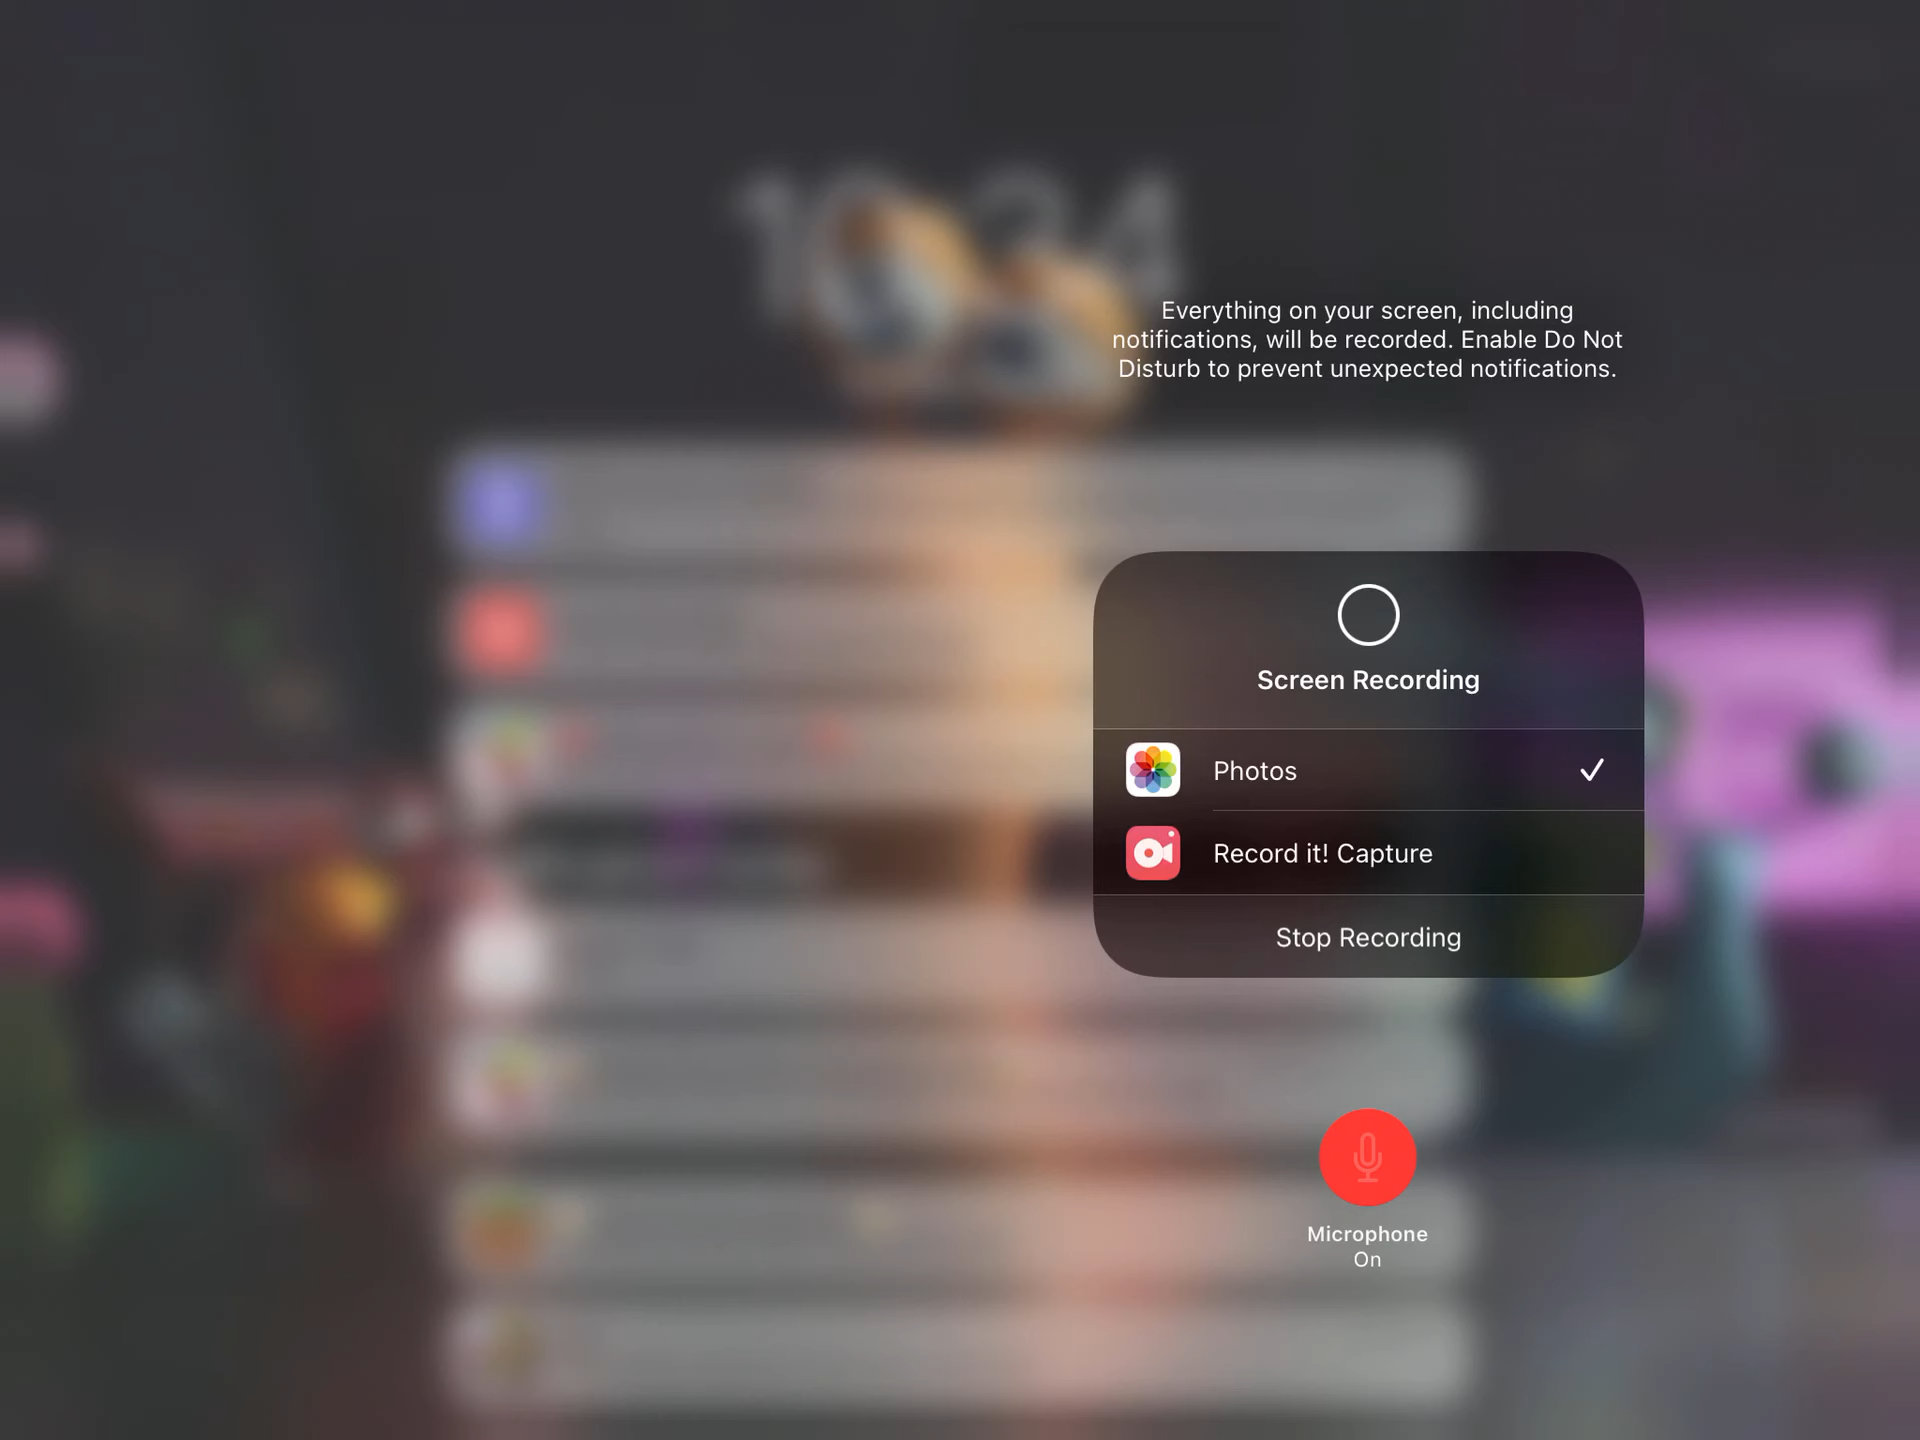 Everything on your screen, including
notifications, will be recorded. Enable Do Not
Disturb to prevent unexpected notifications.
Screen Recording
Photos
Record it! Capture
Stop Recording
Microphone
On